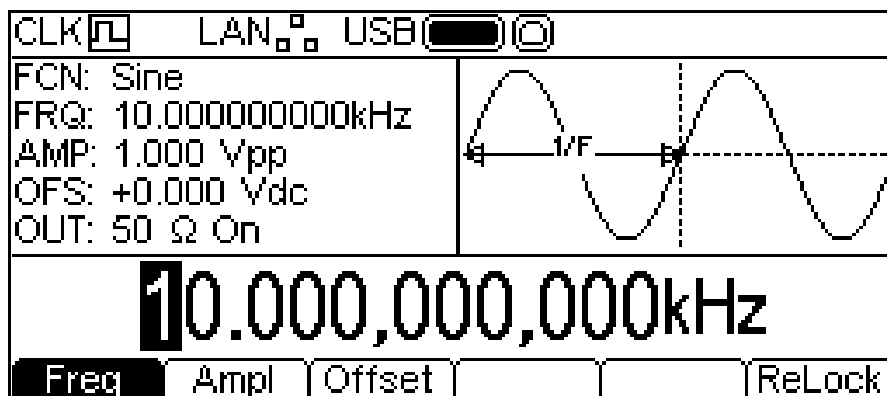 CLK LAN USB
FCN: Sine
FRQ: 10.000000000kHz
AMP: 1.000 Vpp
OFS: +0.000 Vdc
OUT: 50 Ω On
1/F
10.000,000,000kHz
Freq Ampl Offset ReLock